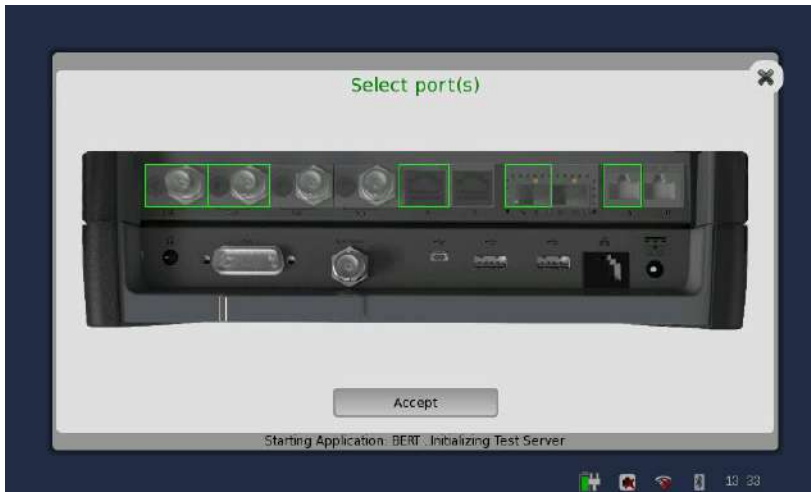 Select port(s)
Accept
Starting Application: BERT . Initializing Test Server
13 33